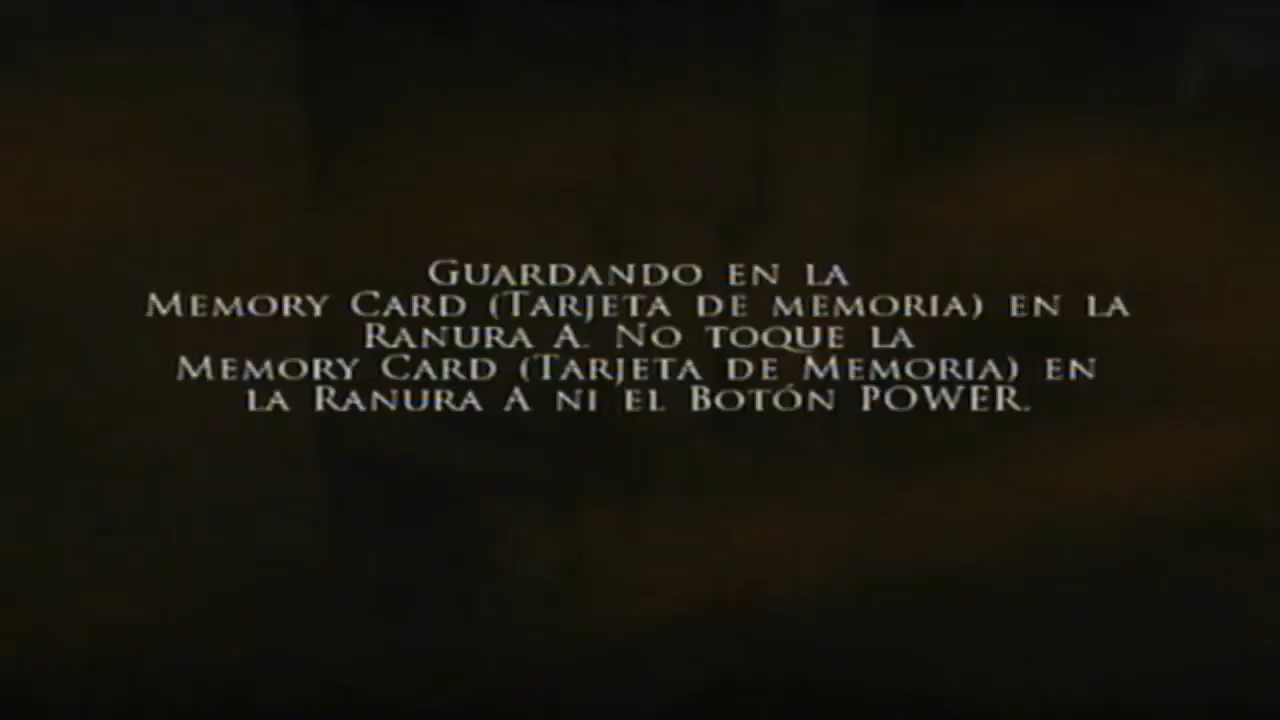 Guardando en la
Memory Card (Tarjeta de memoria) en la
Ranura A. No toque la
Memory Card (Tarjeta de Memoria) en
la Ranura A ni el Botón POWER.